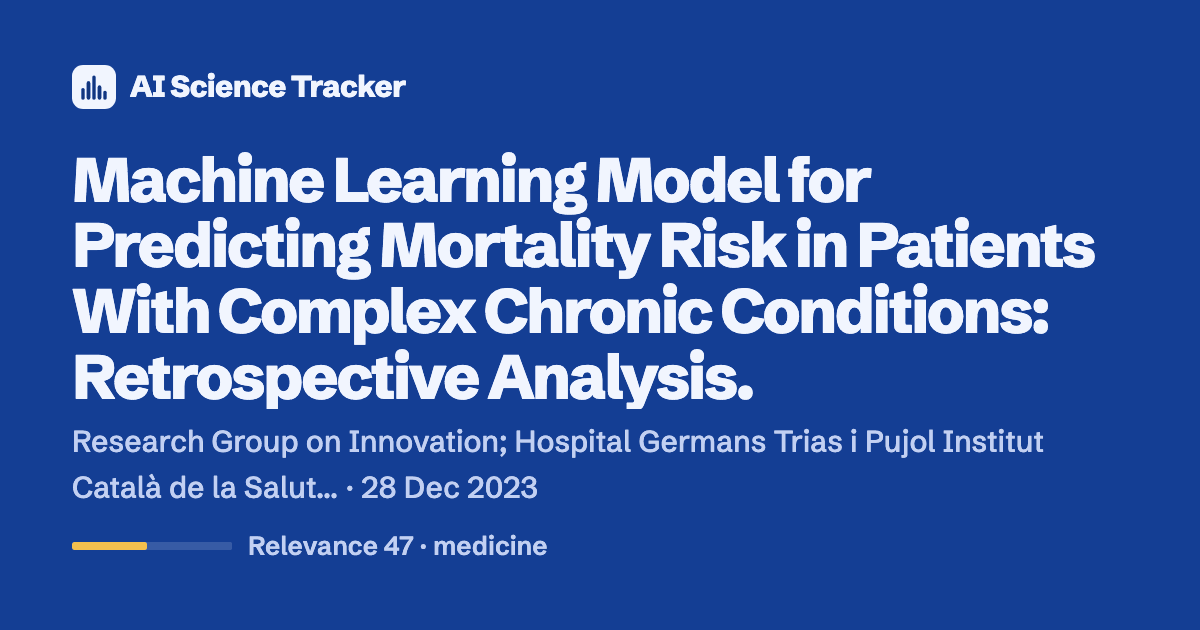 AI Science Tracker
Machine Learning Model for
Predicting Mortality Risk in Patients
With Complex Chronic Conditions:
Retrospective Analysis.
Research Group on Innovation; Hospital Germans Trias i Pujol Institut
Català de la Salut... · 28 Dec 2023
Relevance 47 · medicine